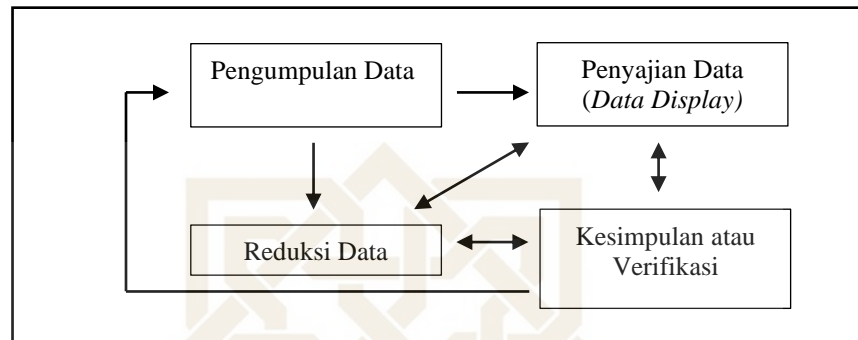 Pengumpulan Data
Penyajian Data
(Data Display)
Reduksi Data
Kesimpulan atau
Verifikasi